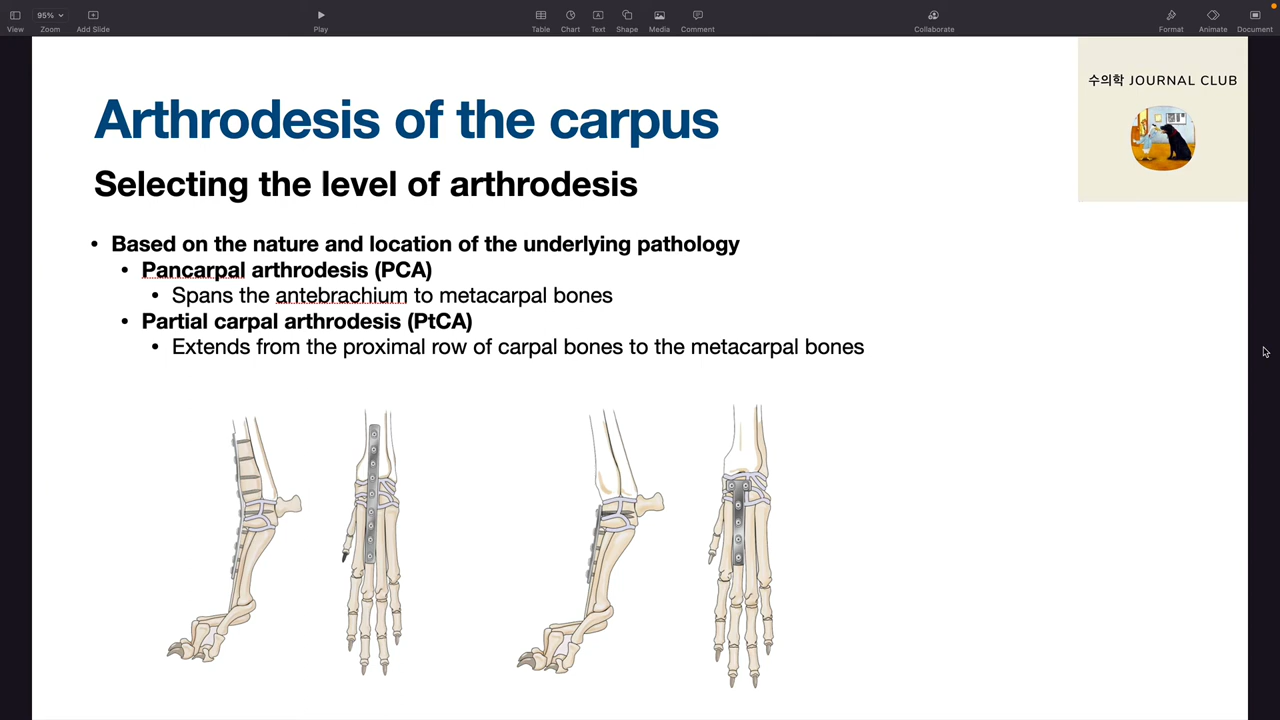 95%
View
Zoom
Add Slide
Play
Table
Chart
Text
Shape
Media
Comment
Collaborate
Format
Animate
Document
수의학 JOURNAL CLUB
Arthrodesis of the carpus
Selecting the level of arthrodesis
• Based on the nature and location of the underlying pathology
• Pancarpal arthrodesis (PCA)
• Spans the antebrachium to metacarpal bones
• Partial carpal arthrodesis (PtCA)
• Extends from the proximal row of carpal bones to the metacarpal bones